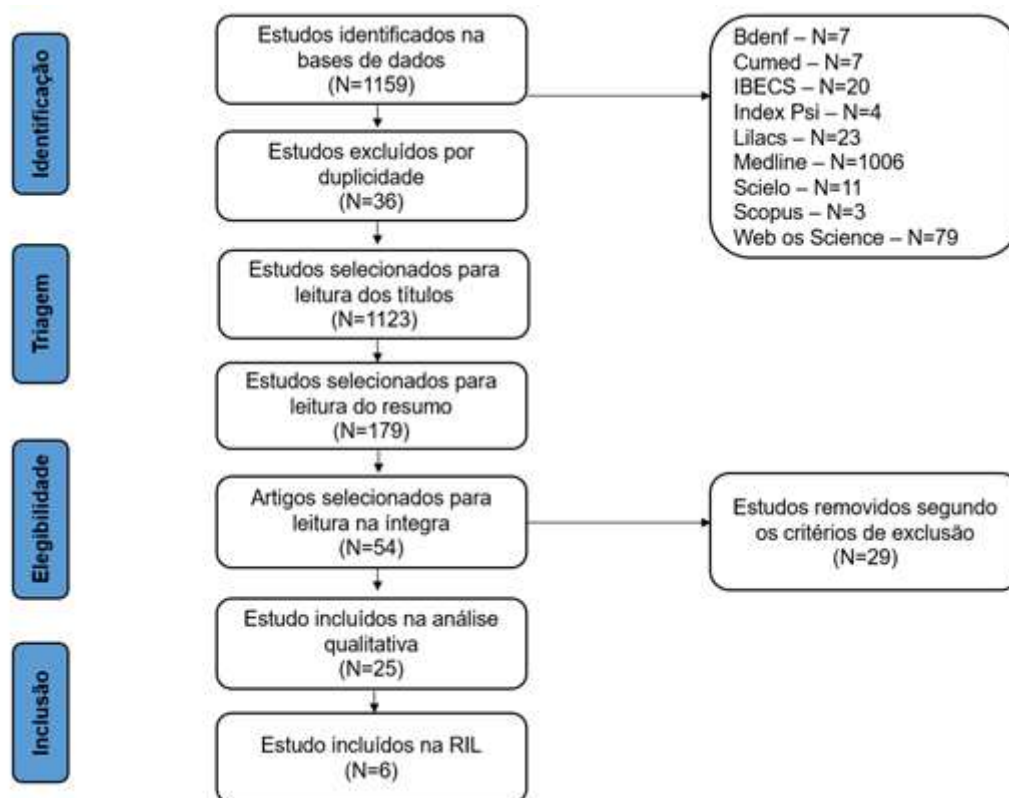 Identificação
Estudos identificados na
bases de dados
(N=1159)
Bdenf – N=7
Cumed – N=7
IBECS – N=20
Index Psi – N=4
Lilacs – N=23
Medline – N=1006
Scielo – N=11
Scopus – N=3
Web os Science – N=79
Estudos excluídos por
duplicidade
(N=36)
Triagem
Estudos selecionados para
leitura dos títulos
(N=1123)
Estudos selecionados para
leitura do resumo
(N=179)
Elegibilidade
Artigos selecionados para
leitura na íntegra
(N=54)
Estudos removidos segundo
os critérios de exclusão
(N=29)
Estudo incluídos na análise
qualitativa
(N=25)
Inclusão
Estudo incluídos na RIL
(N=6)